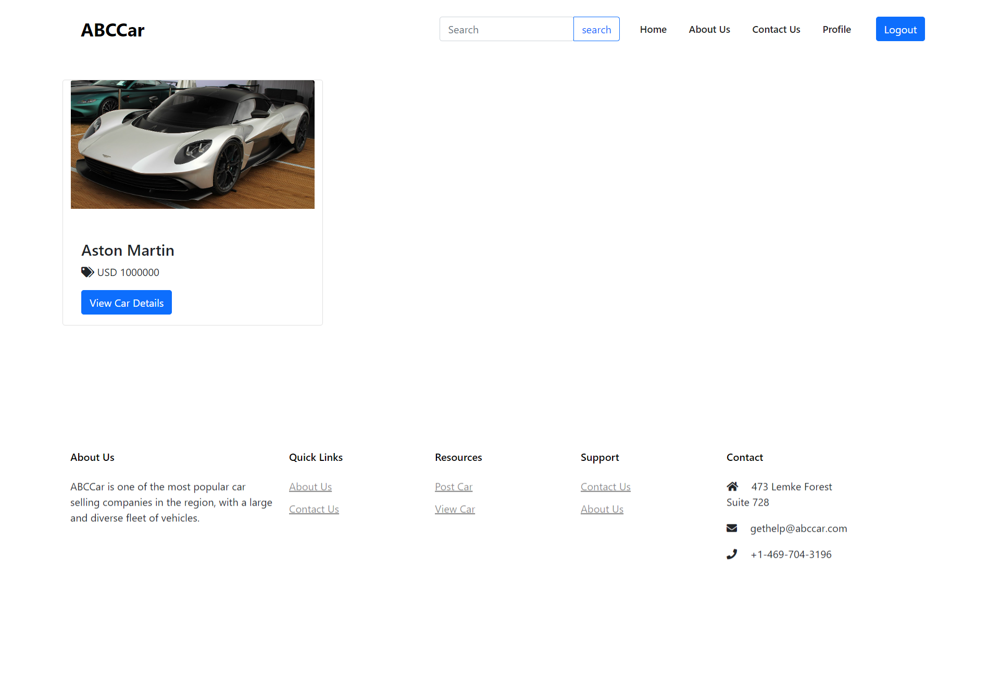 ABCCar
Search
search
Home
About Us
Contact Us
Profile
Logout
Aston Martin
USD 1000000
View Car Details
About Us
ABCCar is one of the most popular car
selling companies in the region, with a large
and diverse fleet of vehicles.
Quick Links
About Us
Contact Us
Resources
Post Car
View Car
Support
Contact Us
About Us
Contact
473 Lemke Forest
Suite 728
gethelp@abccar.com
+1-469-704-3196